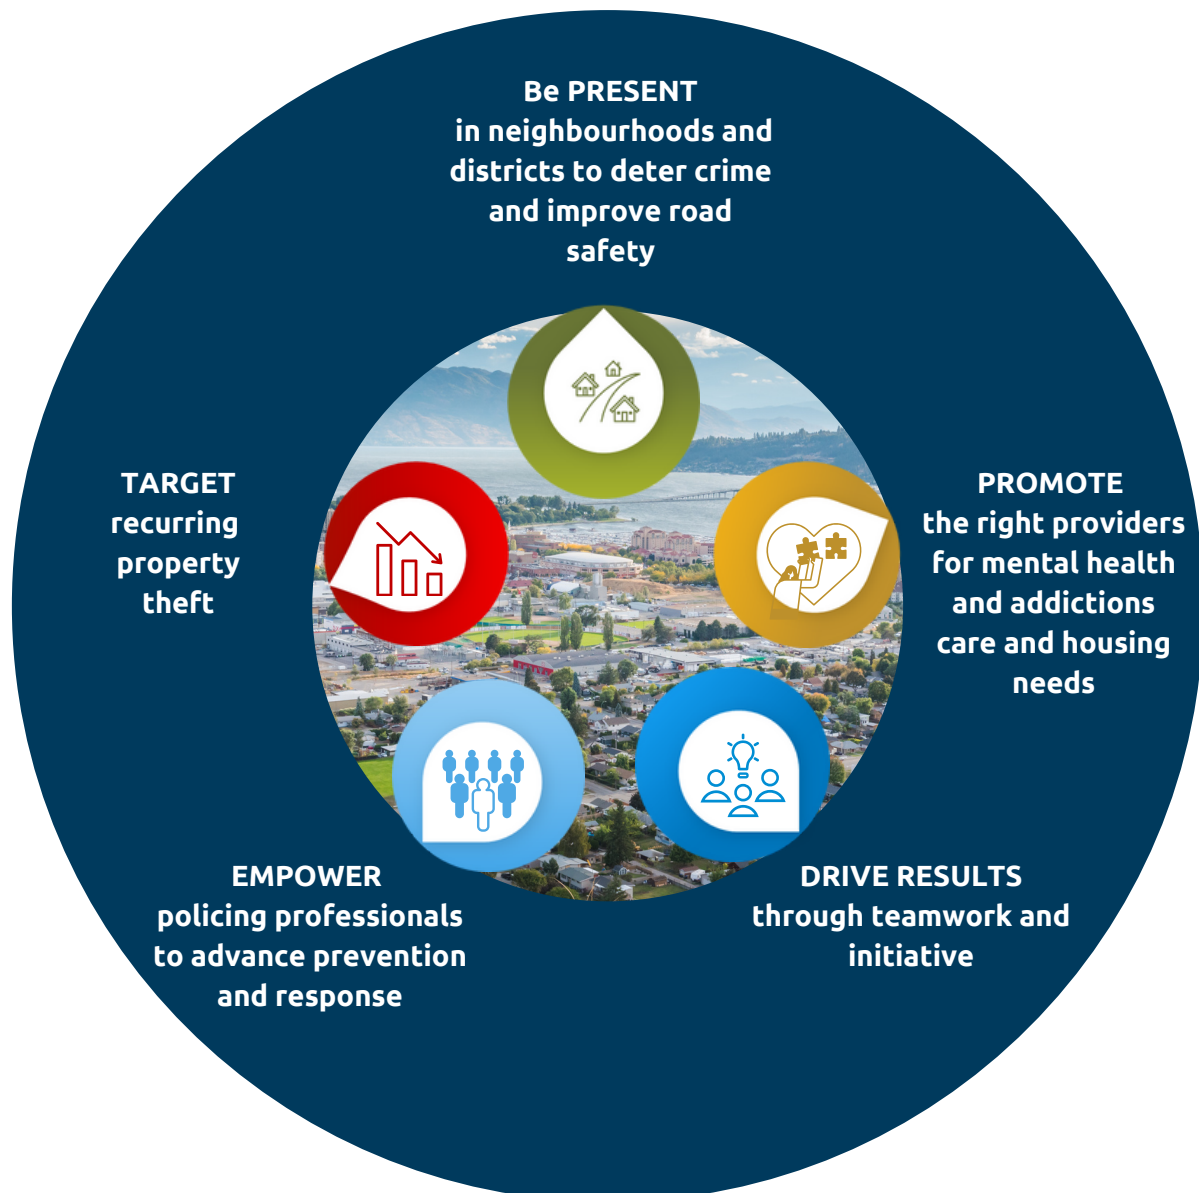 Be PRESENT
in neighbourhoods and
districts to deter crime
and improve road
safety
PROMOTE
the right providers
for mental health
and addictions
care and housing
needs
DRIVE RESULTS
through teamwork and
initiative
EMPOWER
policing professionals
to advance prevention
and response
TARGET
recurring
property
theft